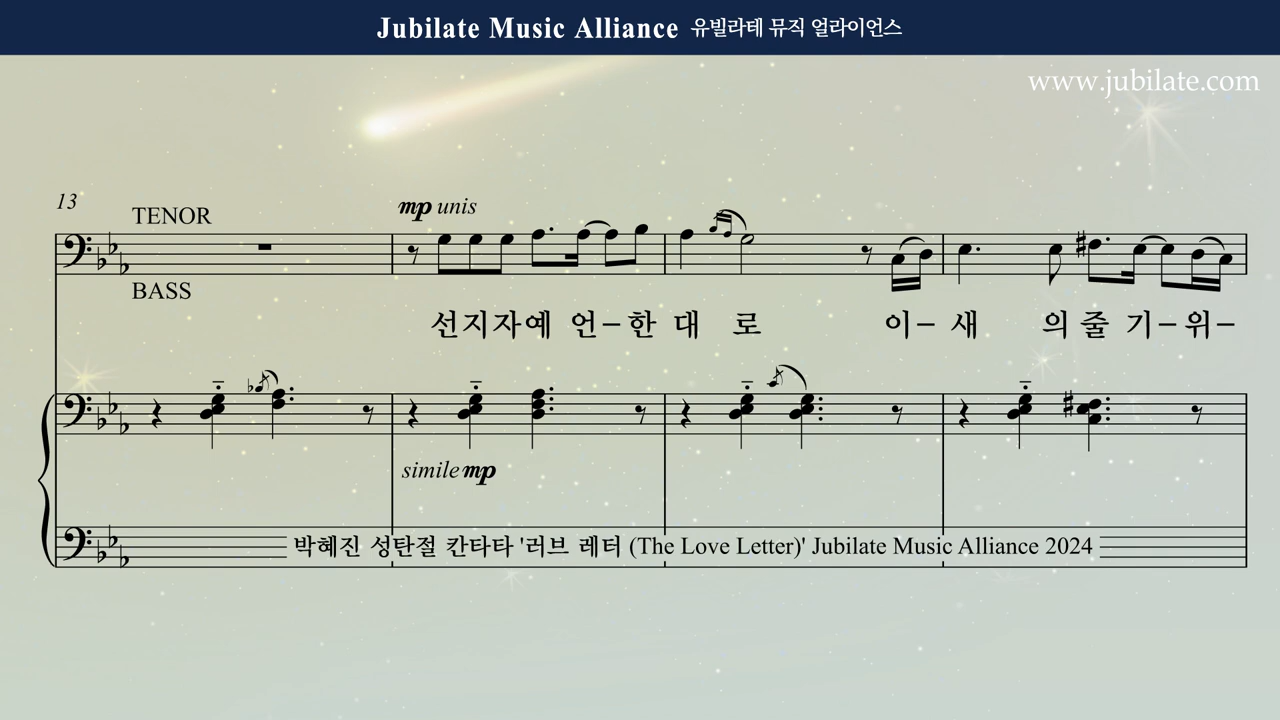 Jubilate Music Alliance 유빌라테 뮤직 얼라이언스
www.jubilate.com
13
TENOR
mp unis
BASS
선지자예 언–한 대 로 이– 새 의 줄 기–위–
simile mp
박혜진 성탄절 칸타타 '러브 레터 (The Love Letter)' Jubilate Music Alliance 2024